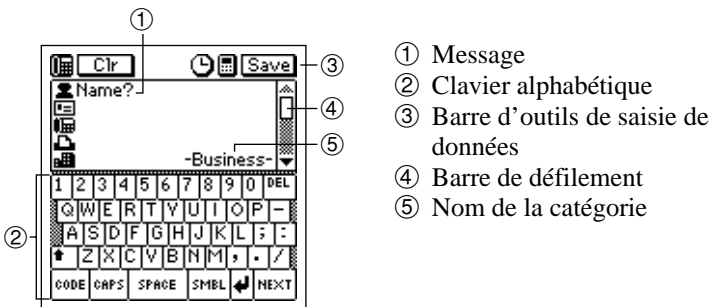 ①
Clr Save ③
Name?
④
⑤
-Business-
②
1 2 3 4 5 6 7 8 9 0 DEL
Q W E R T Y U I O P -
A S D F G H J K L ; :
Z X C V B N M , . /
CODE CAPS SPACE SMBL NEXT
① Message
② Clavier alphabétique
③ Barre d’outils de saisie de
données
④ Barre de défilement
⑤ Nom de la catégorie